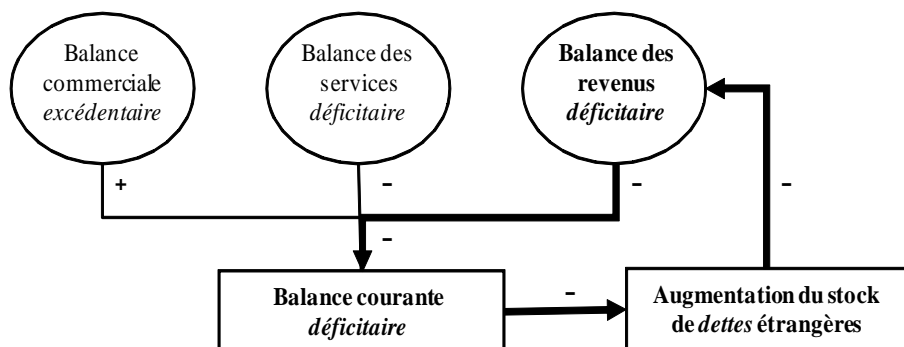 Balance
commerciale
excédentaire
Balance des
services
déficitaire
Balance des
revenus
déficitaire
+
-
-
-
-
Balance courante
déficitaire
-
Augmentation du stock
de dettes étrangères